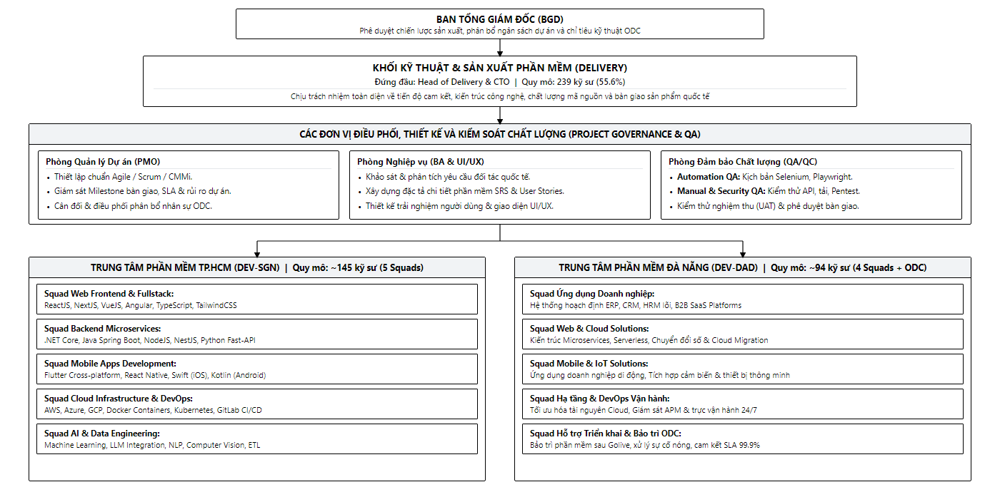 BAN TỔNG GIÁM ĐỐC (BGD)
Phê duyệt chiến lược sản xuất, phân bổ ngân sách dự án và chỉ tiêu kỹ thuật ODC
KHỐI KỸ THUẬT & SẢN XUẤT PHẦN MỀM (DELIVERY)
Đứng đầu: Head of Delivery & CTO | Quy mô: 239 kỹ sư (55.6%)
Chịu trách nhiệm toàn diện về tiến độ cam kết, kiến trúc công nghệ, chất lượng mã nguồn và bàn giao sản phẩm quốc tế
CÁC ĐƠN VỊ ĐIỀU PHỐI, THIẾT KẾ VÀ KIỂM SOÁT CHẤT LƯỢNG (PROJECT GOVERNANCE & QA)
Phòng Quản lý Dự án (PMO)
• Thiết lập chuẩn Agile / Scrum / CMMi.
• Giám sát Milestone bàn giao, SLA & rủi ro dự án.
• Cân đối & điều phối phân bổ nhân sự ODC.
Phòng Nghiệp vụ (BA & UI/UX)
• Khảo sát & phân tích yêu cầu đối tác quốc tế.
• Xây dựng đặc tả chi tiết phần mềm SRS & User Stories.
• Thiết kế trải nghiệm người dùng & giao diện UI/UX.
Phòng Đảm bảo Chất lượng (QA/QC)
• Automation QA: Kịch bản Selenium, Playwright.
• Manual & Security QA: Kiểm thử API, tải, Pentest.
• Kiểm thử nghiệm thu (UAT) & phê duyệt bàn giao.
TRUNG TÂM PHẦN MỀM TP.HCM (DEV-SGN) | Quy mô: ~145 kỹ sư (5 Squads)
Squad Web Frontend & Fullstack:
ReactJS, NextJS, VueJS, Angular, TypeScript, TailwindCSS
Squad Backend Microservices:
.NET Core, Java Spring Boot, NodeJS, NestJS, Python Fast-API
Squad Mobile Apps Development:
Flutter Cross-platform, React Native, Swift (iOS), Kotlin (Android)
Squad Cloud Infrastructure & DevOps:
AWS, Azure, GCP, Docker Containers, Kubernetes, GitLab CI/CD
Squad AI & Data Engineering:
Machine Learning, LLM Integration, NLP, Computer Vision, ETL
TRUNG TÂM PHẦN MỀM ĐÀ NẴNG (DEV-DAD) | Quy mô: ~94 kỹ sư (4 Squads + ODC)
Squad Ứng dụng Doanh nghiệp:
Hệ thống hoạch định ERP, CRM, HRM lõi, B2B SaaS Platforms
Squad Web & Cloud Solutions:
Kiến trúc Microservices, Serverless, Chuyển đổi số & Cloud Migration
Squad Mobile & IoT Solutions:
Ứng dụng doanh nghiệp di động, Tích hợp cảm biến & thiết bị thông minh
Squad Hạ tầng & DevOps Vận hành:
Tối ưu hóa tài nguyên Cloud, Giám sát APM & trực vận hành 24/7
Squad Hỗ trợ Triển khai & Bảo trì ODC:
Bảo trì phần mềm sau Golive, xử lý sự cố nóng, cam kết SLA 99.9%